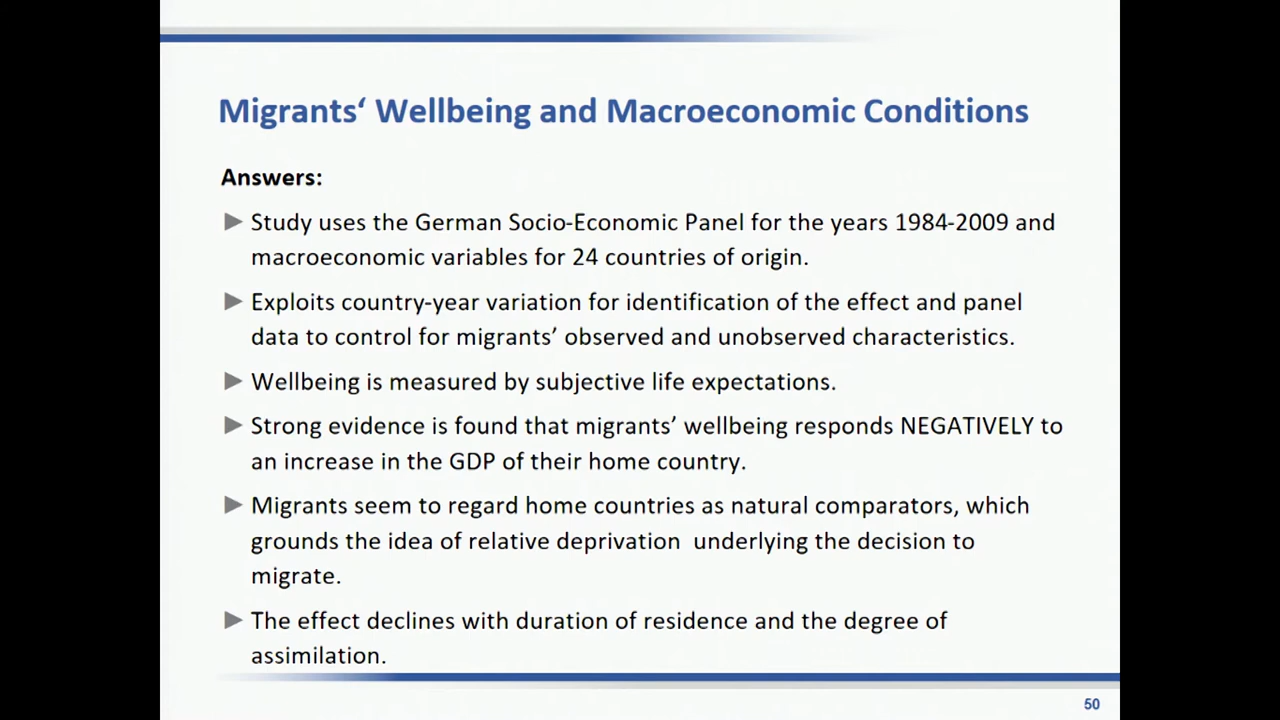 Migrants‘ Wellbeing and Macroeconomic Conditions
Answers:
Study uses the German Socio-Economic Panel for the years 1984-2009 and
macroeconomic variables for 24 countries of origin.
Exploits country-year variation for identification of the effect and panel
data to control for migrants’ observed and unobserved characteristics.
Wellbeing is measured by subjective life expectations.
Strong evidence is found that migrants’ wellbeing responds NEGATIVELY to
an increase in the GDP of their home country.
Migrants seem to regard home countries as natural comparators, which
grounds the idea of relative deprivation  underlying the decision to
migrate.
The effect declines with duration of residence and the degree of
assimilation.
50